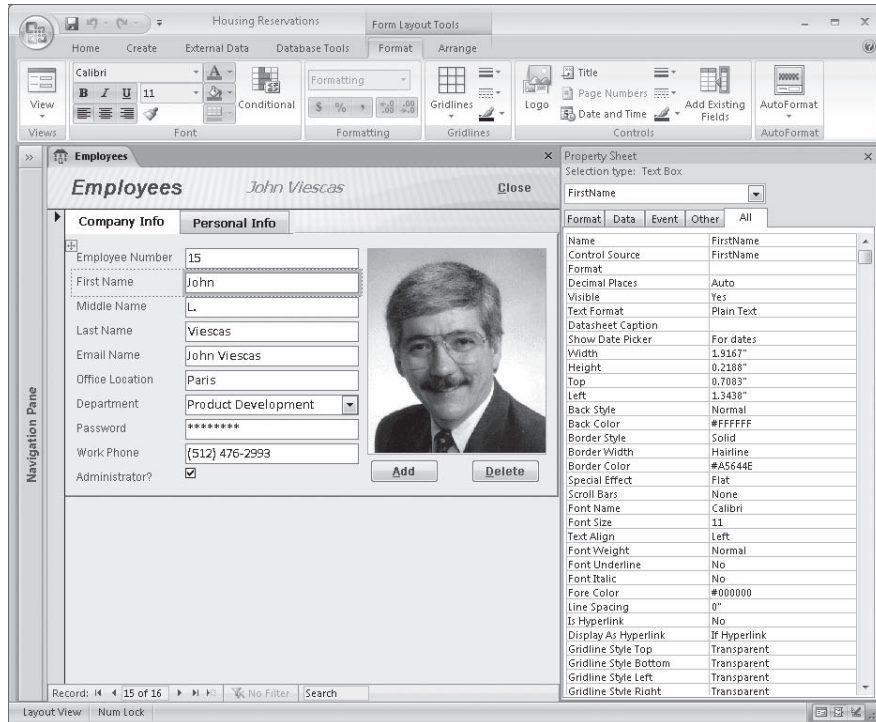 Housing Reservations
Form Layout Tools
Home Create External Data Database Tools Format Arrange
View
Views
Calibri
B I U 11
Conditional
Font
Formatting
$ % , .0 .00 .00 .0
Formatting
Gridlines
Gridlines
Logo
Title
Page Numbers
Date and Time
Add Existing Fields
Controls
XXXXX
AutoFormat
AutoFormat
Navigation Pane
Employees
Employees John Viescas Close
Company Info Personal Info
Employee Number 15
First Name John
Middle Name L.
Last Name Viescas
Email Name John Viescas
Office Location Paris
Department Product Development
Password ********
Work Phone (512) 476-2993
Administrator?
Add Delete
Record: 15 of 16 No Filter Search
Property Sheet
Selection type: Text Box
FirstName
Format Data Event Other All
Name FirstName
Control Source FirstName
Format
Decimal Places Auto
Visible Yes
Text Format Plain Text
Datasheet Caption
Show Date Picker For dates
Width 1.9167"
Height 0.2188"
Top 0.7083"
Left 1.3438"
Back Style Normal
Back Color #FFFFFF
Border Style Solid
Border Width Hairline
Border Color #A5644E
Special Effect Flat
Scroll Bars None
Font Name Calibri
Font Size 11
Text Align Left
Font Weight Normal
Font Underline No
Font Italic No
Fore Color #000000
Line Spacing 0"
Is Hyperlink No
Display As Hyperlink If Hyperlink
Gridline Style Top Transparent
Gridline Style Bottom Transparent
Gridline Style Left Transparent
Gridline Style Right Transparent
Layout View Num Lock